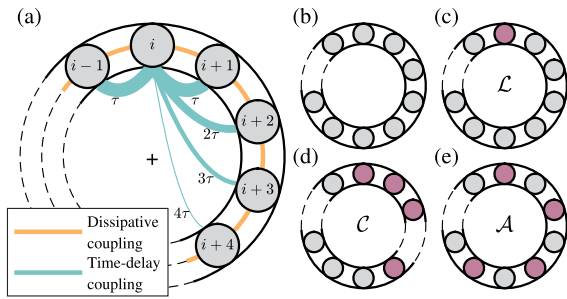 (a)
i
i − 1
i + 1
τ
τ
i + 2
2τ
3τ
i + 3
4τ
i + 4
+
Dissipative
coupling
Time-delay
coupling
(b)
(c)
ℒ
(d)
𝒞
(e)
𝒜